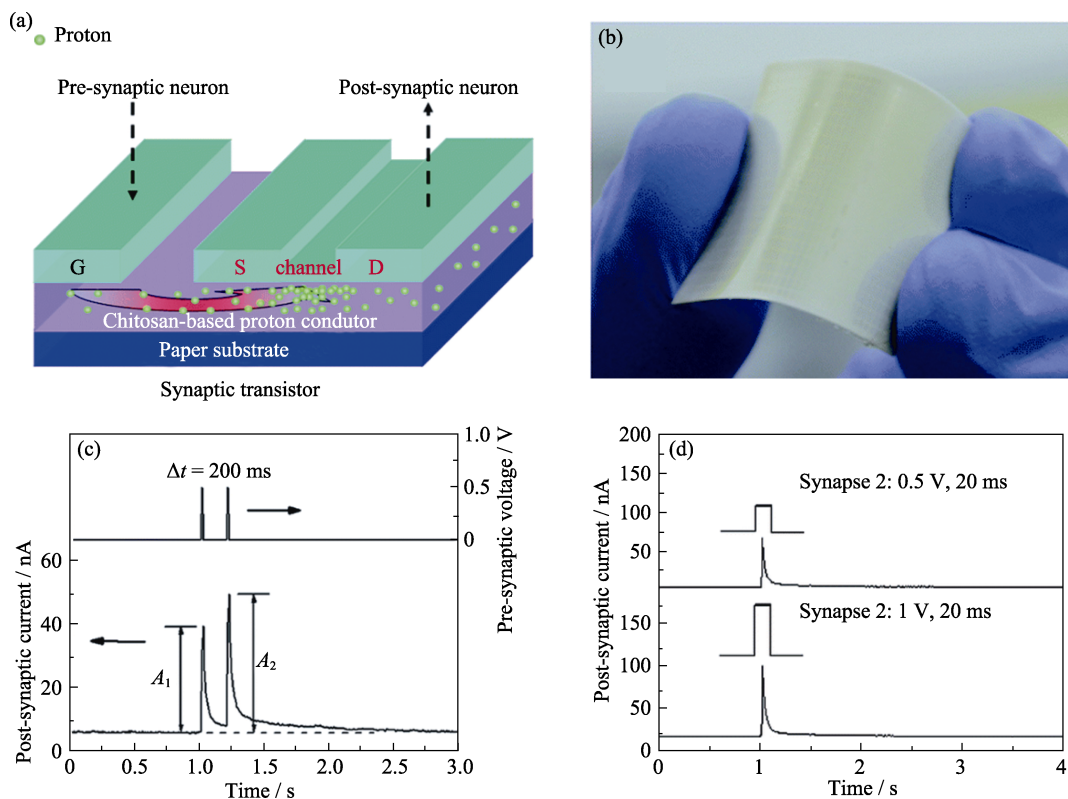 (a)
Proton
Pre-synaptic neuron
Post-synaptic neuron
G
S
channel
D
Chitosan-based proton condutor
Paper substrate
Synaptic transistor
(b)
(c)
Δt = 200 ms
A1
A2
Post-synaptic current / nA
0
20
40
60
Pre-synaptic voltage / V
0
0.5
1.0
0
0.5
1.0
1.5
2.0
2.5
3.0
Time / s
(d)
Synapse 2: 0.5 V, 20 ms
Synapse 2: 1 V, 20 ms
Post-synaptic current / nA
200
150
100
50
150
100
50
0
0
1
2
3
4
Time / s